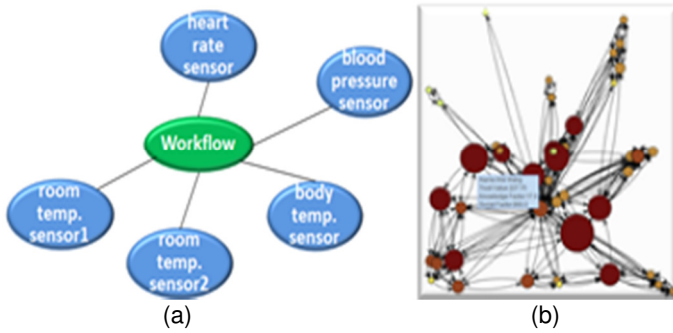 heart
rate
sensor
blood
pressure
sensor
Workflow
room
temp.
sensor1
body
temp.
sensor
room
temp.
sensor2
(a)
(b)